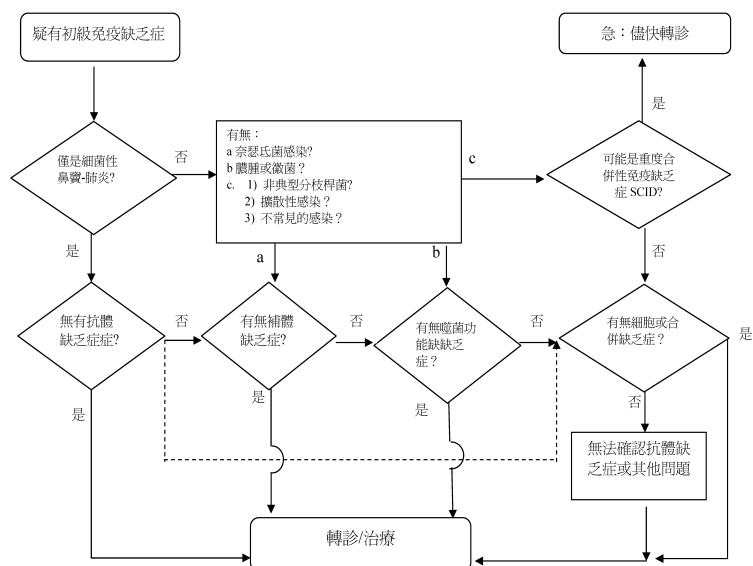 疑有初級免疫缺乏症
急：儘快轉診
是
僅是細菌性
鼻竇-肺炎?
否
有無：
a 奈瑟氐菌感染?
b 膿腫或黴菌？
c. 1) 非典型分枝桿菌?
2) 擴散性感染？
3) 不常見的感染？
c
可能是重度合
併性免疫缺乏
症 SCID?
是
a
b
否
無有抗體
缺乏症症?
否
有無補體
缺乏症?
否
有無噬菌功
能缺缺乏
症？
否
有無細胞或合
併缺乏症？
是
是
是
是
否
無法確認抗體缺
乏症或其他問題
轉診/治療